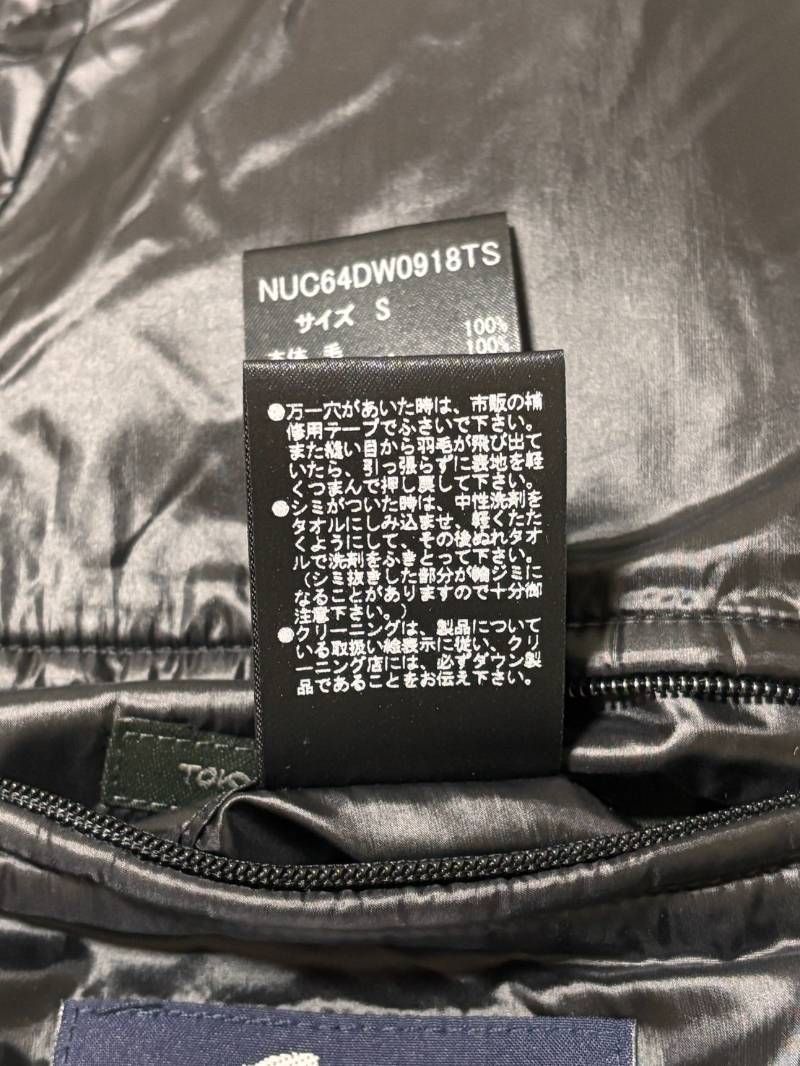 NUC64DW0918TS
サイズ S
100%
本体 毛 100%
●万一穴があいた時は、市販の補
修用テープでふさいで下さい。
また縫い目から羽毛が飛び出て
いたら、引っ張らずに表地を軽
くつまんで押し戻して下さい。
●シミがついた時は、中性洗剤を
タオルにしみ込ませ、軽くたた
くようにして、その後ぬれタオ
ルで洗剤をふきとって下さい。
(シミ抜きした部分が輪ジミに
なることがありますので十分御
注意下さい。)
●クリーニングは、製品について
いる取扱い絵表示に従い、クリ
ーニング店には、必ずダウン製
品であることをお伝え下さい。